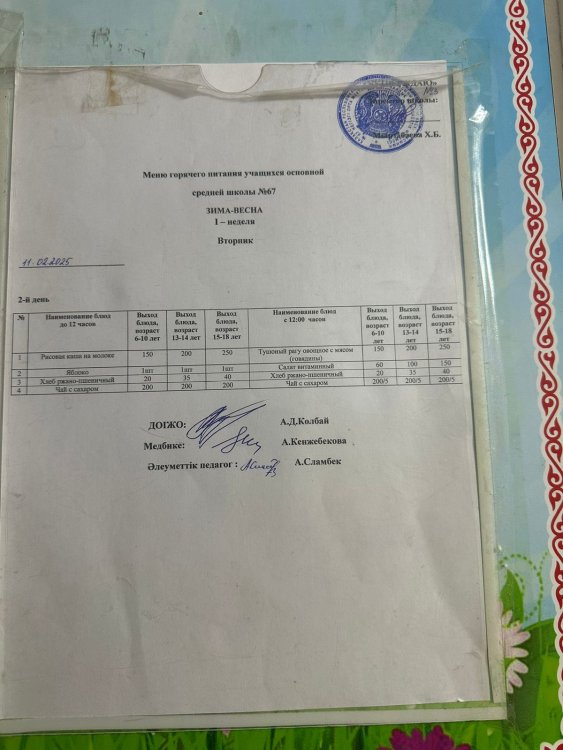 директор школы:
Х.Б.
Меню горячего питания учащихся основной
средней школы №67
ЗИМА-ВЕСНА
I – неделя
Вторник
11.02.2025
2-й день
№ Наименование блюд до 12 часов Выход блюда, возраст 6-10 лет Выход блюда, возраст 13-14 лет Выход блюда, возраст 15-18 лет Наименование блюд с 12:00 часов Выход блюда, возраст 6-10 лет Выход блюда, возраст 13-14 лет Выход блюда, возраст 15-18 лет
1 Рисовая каша на молоке 150 200 250 Тушоный рагу овощное с мясом (говядины) 150 200 250
2 Яблоко 1шт 1шт 1шт Салат витаминный 60 100 150
3 Хлеб ржано-пшеничный 20 35 40 Хлеб ржано-пшеничный 20 35 40
4 Чай с сахаром 200 200 200 Чай с сахаром 200/5 200/5 200/5
ДОІЖО: А.Д.Колбай
Медбике: А.Кенжебекова
Әлеуметтік педагог : А.Сламбек